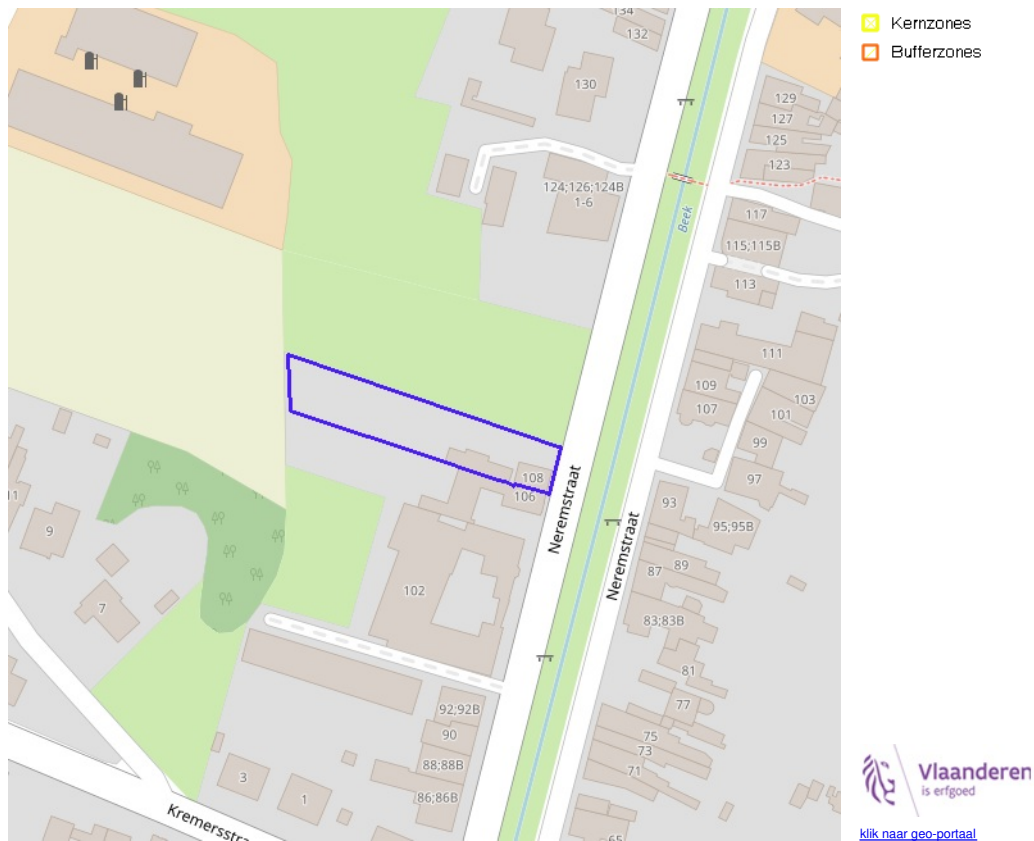 Kernzones
Bufferzones
134
132
130
129
127
125
123
124;126;124B
1-6
117
Beek
115;115B
113
111
109
107
103
101
99
97
108
106
Neremstraat
Neremstraat
93
95;95B
89
87
83;83B
102
11
9
7
81
77
92;92B
90
75
73
71
88;88B
86;86B
3
1
Kremersstra
65
Vlaanderen
is erfgoed
klik naar geo-portaal